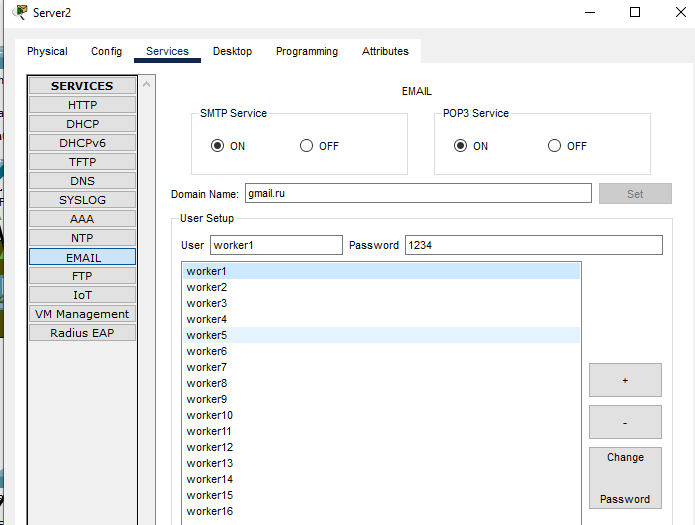 Server2
Physical Config Services Desktop Programming Attributes
SERVICES
HTTP
DHCP
DHCPv6
TFTP
DNS
SYSLOG
AAA
NTP
EMAIL
FTP
IoT
VM Management
Radius EAP
EMAIL
SMTP Service
ON OFF
POP3 Service
ON OFF
Domain Name: gmail.ru Set
User Setup
User worker1 Password 1234
worker1
worker2
worker3
worker4
worker5
worker6
worker7
worker8
worker9
worker10
worker11
worker12
worker13
worker14
worker15
worker16
+
-
Change
Password